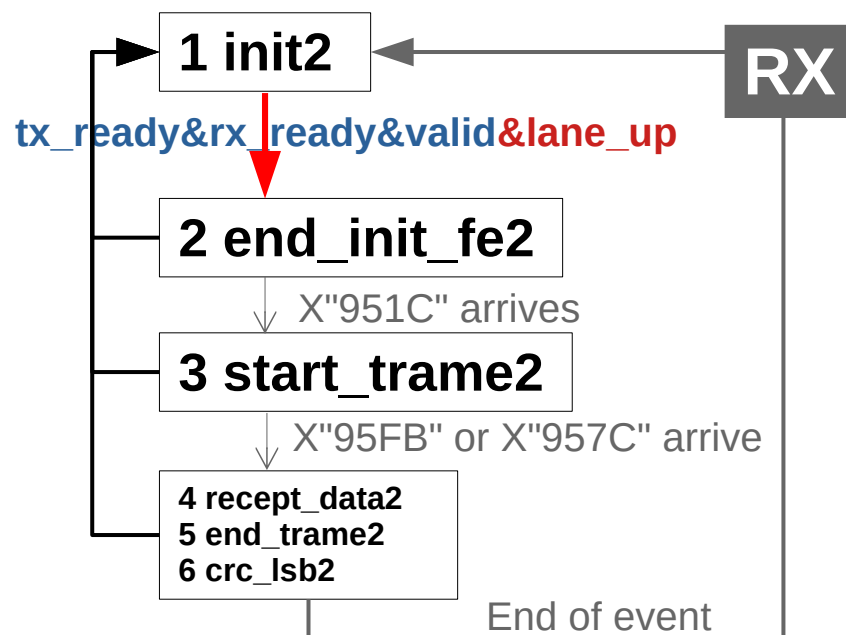 1 init2
RX
tx_ready&rx_ready&valid&lane_up
2 end_init_fe2
X"951C" arrives
3 start_trame2
X"95FB" or X"957C" arrive
4 recept_data2
5 end_trame2
6 crc_lsb2
End of event